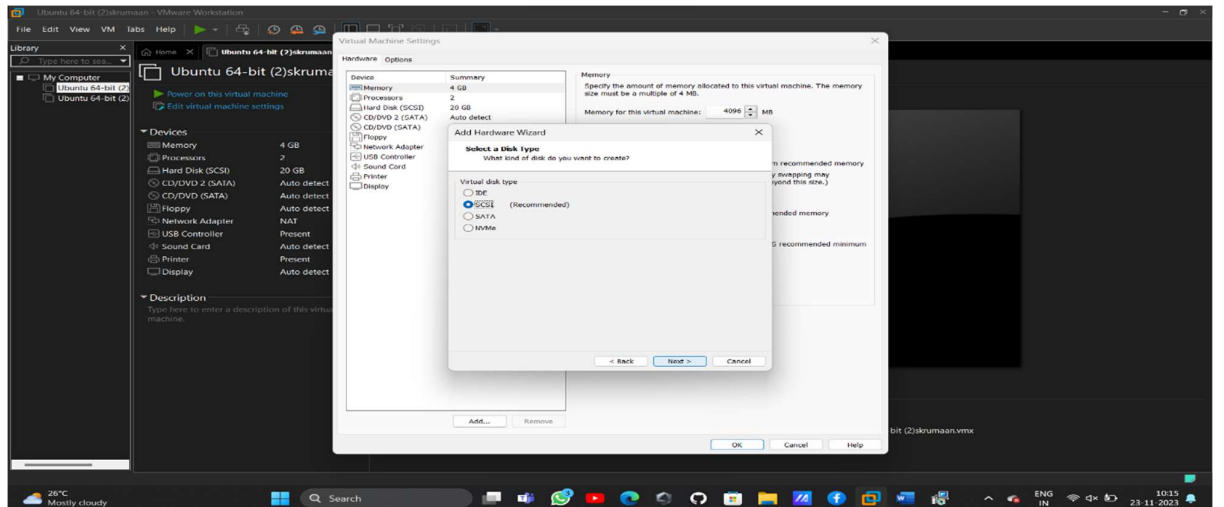 Ubuntu 64-bit (2)skrumaan - VMware Workstation
File Edit View VM Tabs Help
Library
Type here to sea...
My Computer
Ubuntu 64-bit (2)
Ubuntu 64-bit (2)
Home
Ubuntu 64-bit (2)skrumaan
Ubuntu 64-bit (2)skruma
Power on this virtual machine
Edit virtual machine settings
Devices
Memory 4 GB
Processors 2
Hard Disk (SCSI) 20 GB
CD/DVD 2 (SATA) Auto detect
CD/DVD (SATA) Auto detect
Floppy Auto detect
Network Adapter NAT
USB Controller Present
Sound Card Auto detect
Printer Present
Display Auto detect
Description
Type here to enter a description of this virtua
machine.
Virtual Machine Settings
Hardware Options
Device Summary
Memory 4 GB
Processors 2
Hard Disk (SCSI) 20 GB
CD/DVD 2 (SATA) Auto detect
CD/DVD (SATA)
Floppy
Network Adapter
USB Controller
Sound Card
Printer
Display
Add... Remove
Memory
Specify the amount of memory allocated to this virtual machine. The memory
size must be a multiple of 4 MB.
Memory for this virtual machine: 4096 MB
recommended memory
swapping may
this size.)
memory
recommended minimum
OK Cancel Help
Add Hardware Wizard
Select a Disk Type
What kind of disk do you want to create?
Virtual disk type
IDE
SCSI (Recommended)
SATA
NVMe
< Back Next > Cancel
bit (2)skrumaan.vmx
26°C
Mostly cloudy
Search
ENG
IN
10:15
23-11-2023